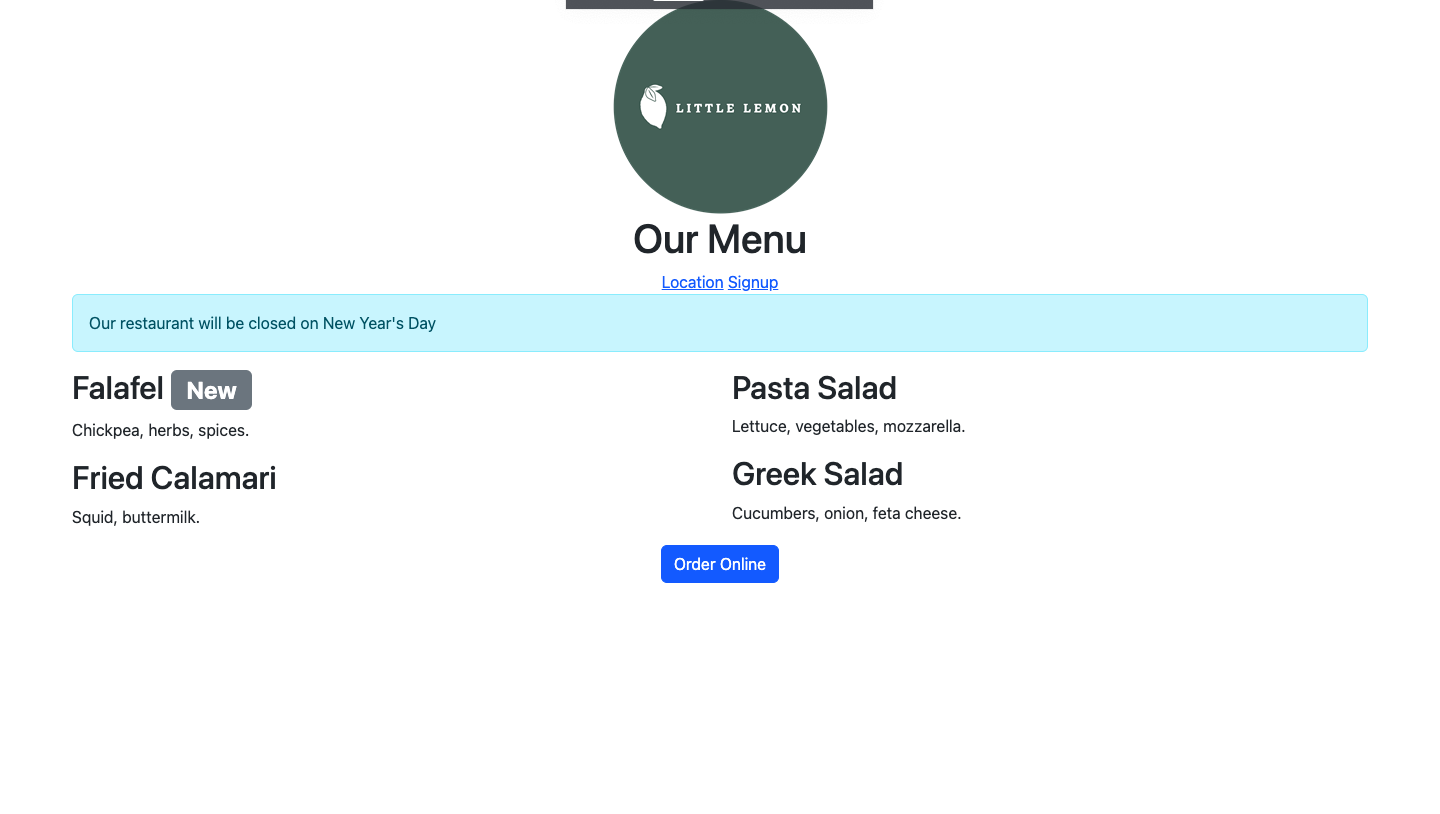 LITTLE LEMON
Our Menu
Location Signup
Our restaurant will be closed on New Year's Day
Falafel New
Chickpea, herbs, spices.
Fried Calamari
Squid, buttermilk.
Pasta Salad
Lettuce, vegetables, mozzarella.
Greek Salad
Cucumbers, onion, feta cheese.
Order Online